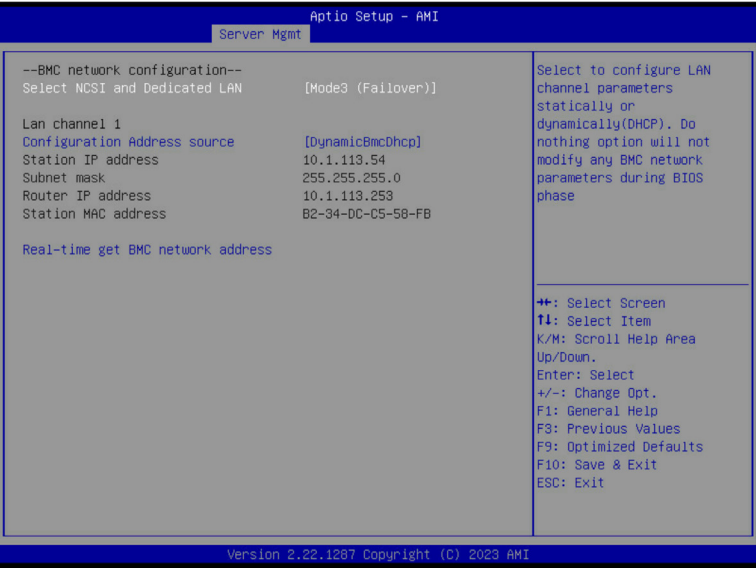 Aptio Setup - AMI
Server Mgmt
--BMC network configuration--
Select NCSI and Dedicated LAN [Mode3 (Failover)]
Lan channel 1
Configuration Address source [DynamicBmcDhcp]
Station IP address 10.1.113.54
Subnet mask 255.255.255.0
Router IP address 10.1.113.253
Station MAC address B2-34-DC-C5-58-FB
Real-time get BMC network address
Select to configure LAN
channel parameters
statically or
dynamically(DHCP). Do
nothing option will not
modify any BMC network
parameters during BIOS
phase
→←: Select Screen
↑↓: Select Item
K/M: Scroll Help Area
Up/Down.
Enter: Select
+/-: Change Opt.
F1: General Help
F3: Previous Values
F9: Optimized Defaults
F10: Save & Exit
ESC: Exit
Version 2.22.1287 Copyright (C) 2023 AMI